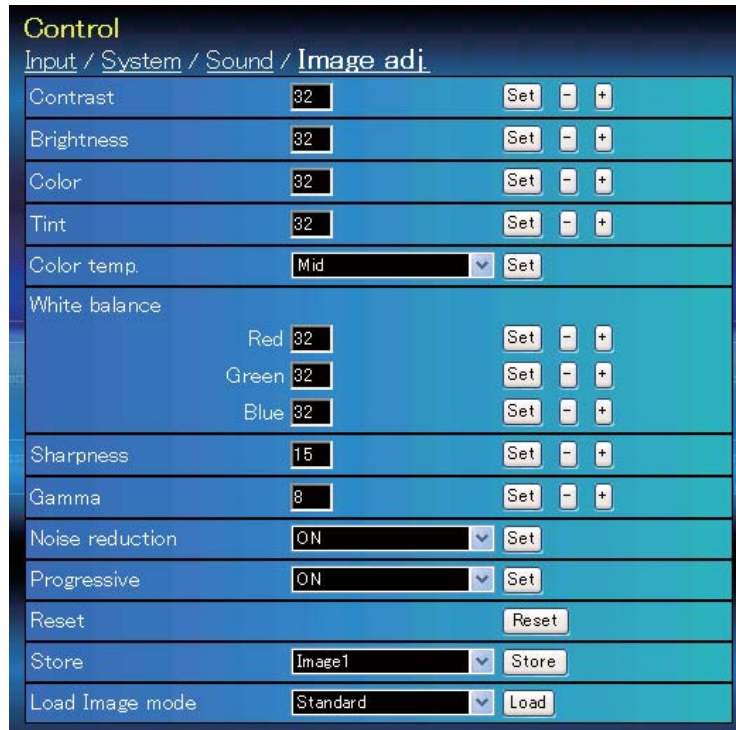 Control
Input / System / Sound / Image adj.
Contrast 32 Set - +
Brightness 32 Set - +
Color 32 Set - +
Tint 32 Set - +
Color temp. Mid Set
White balance
Red 32 Set - +
Green 32 Set - +
Blue 32 Set - +
Sharpness 15 Set - +
Gamma 8 Set - +
Noise reduction ON Set
Progressive ON Set
Reset Reset
Store Image1 Store
Load Image mode Standard Load